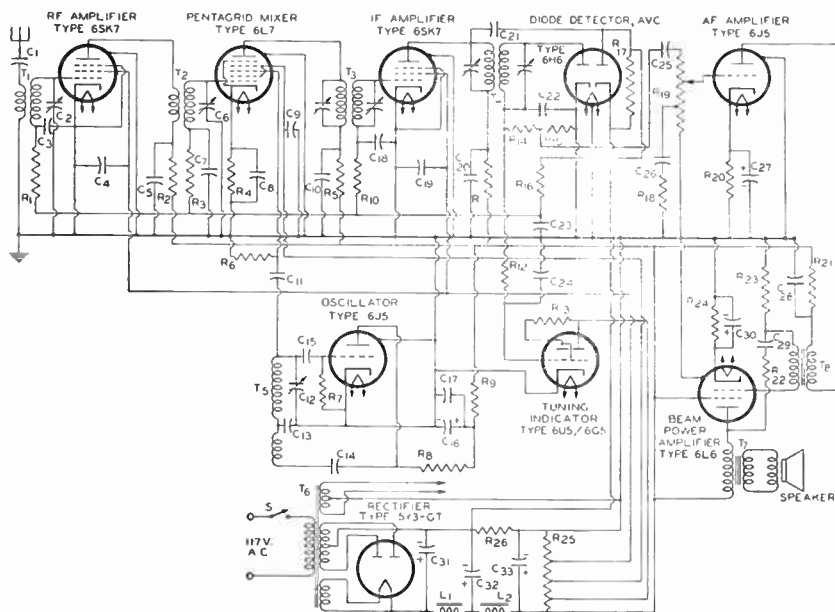 RF AMPLIFIER
TYPE 6SK7
PENTAGRID MIXER
TYPE 6L7
IF AMPLIFIER
TYPE 6SK7
DIODE DETECTOR, AVC
TYPE
6H6
AF AMPLIFIER
TYPE 6J5
C1
T1
C2
C3
R1
C4
T2
C5
R2
C6
C7
R3
R4
C8
C9
T3
C10
R5
R10
C18
C19
C20
R
C21
C22
R14
R16
R17
C23
C24
R12
C25
R19
C26
R18
R20
C27
R6
C11
OSCILLATOR
TYPE 6J5
C15
T5
C12
R7
C13
C14
C17
C16
R9
R8
R 3
TUNING
INDICATOR
TYPE 6U5/6G5
R24
C30
R23
C29
R
22
C28
R21
T8
BEAM
POWER
AMPLIFIER
TYPE 6L6
T7
SPEAKER
T6
S
117V
AC
RECTIFIER
TYPE 5Y3-GT
C31
R26
C32
C33
R25
L1
L2